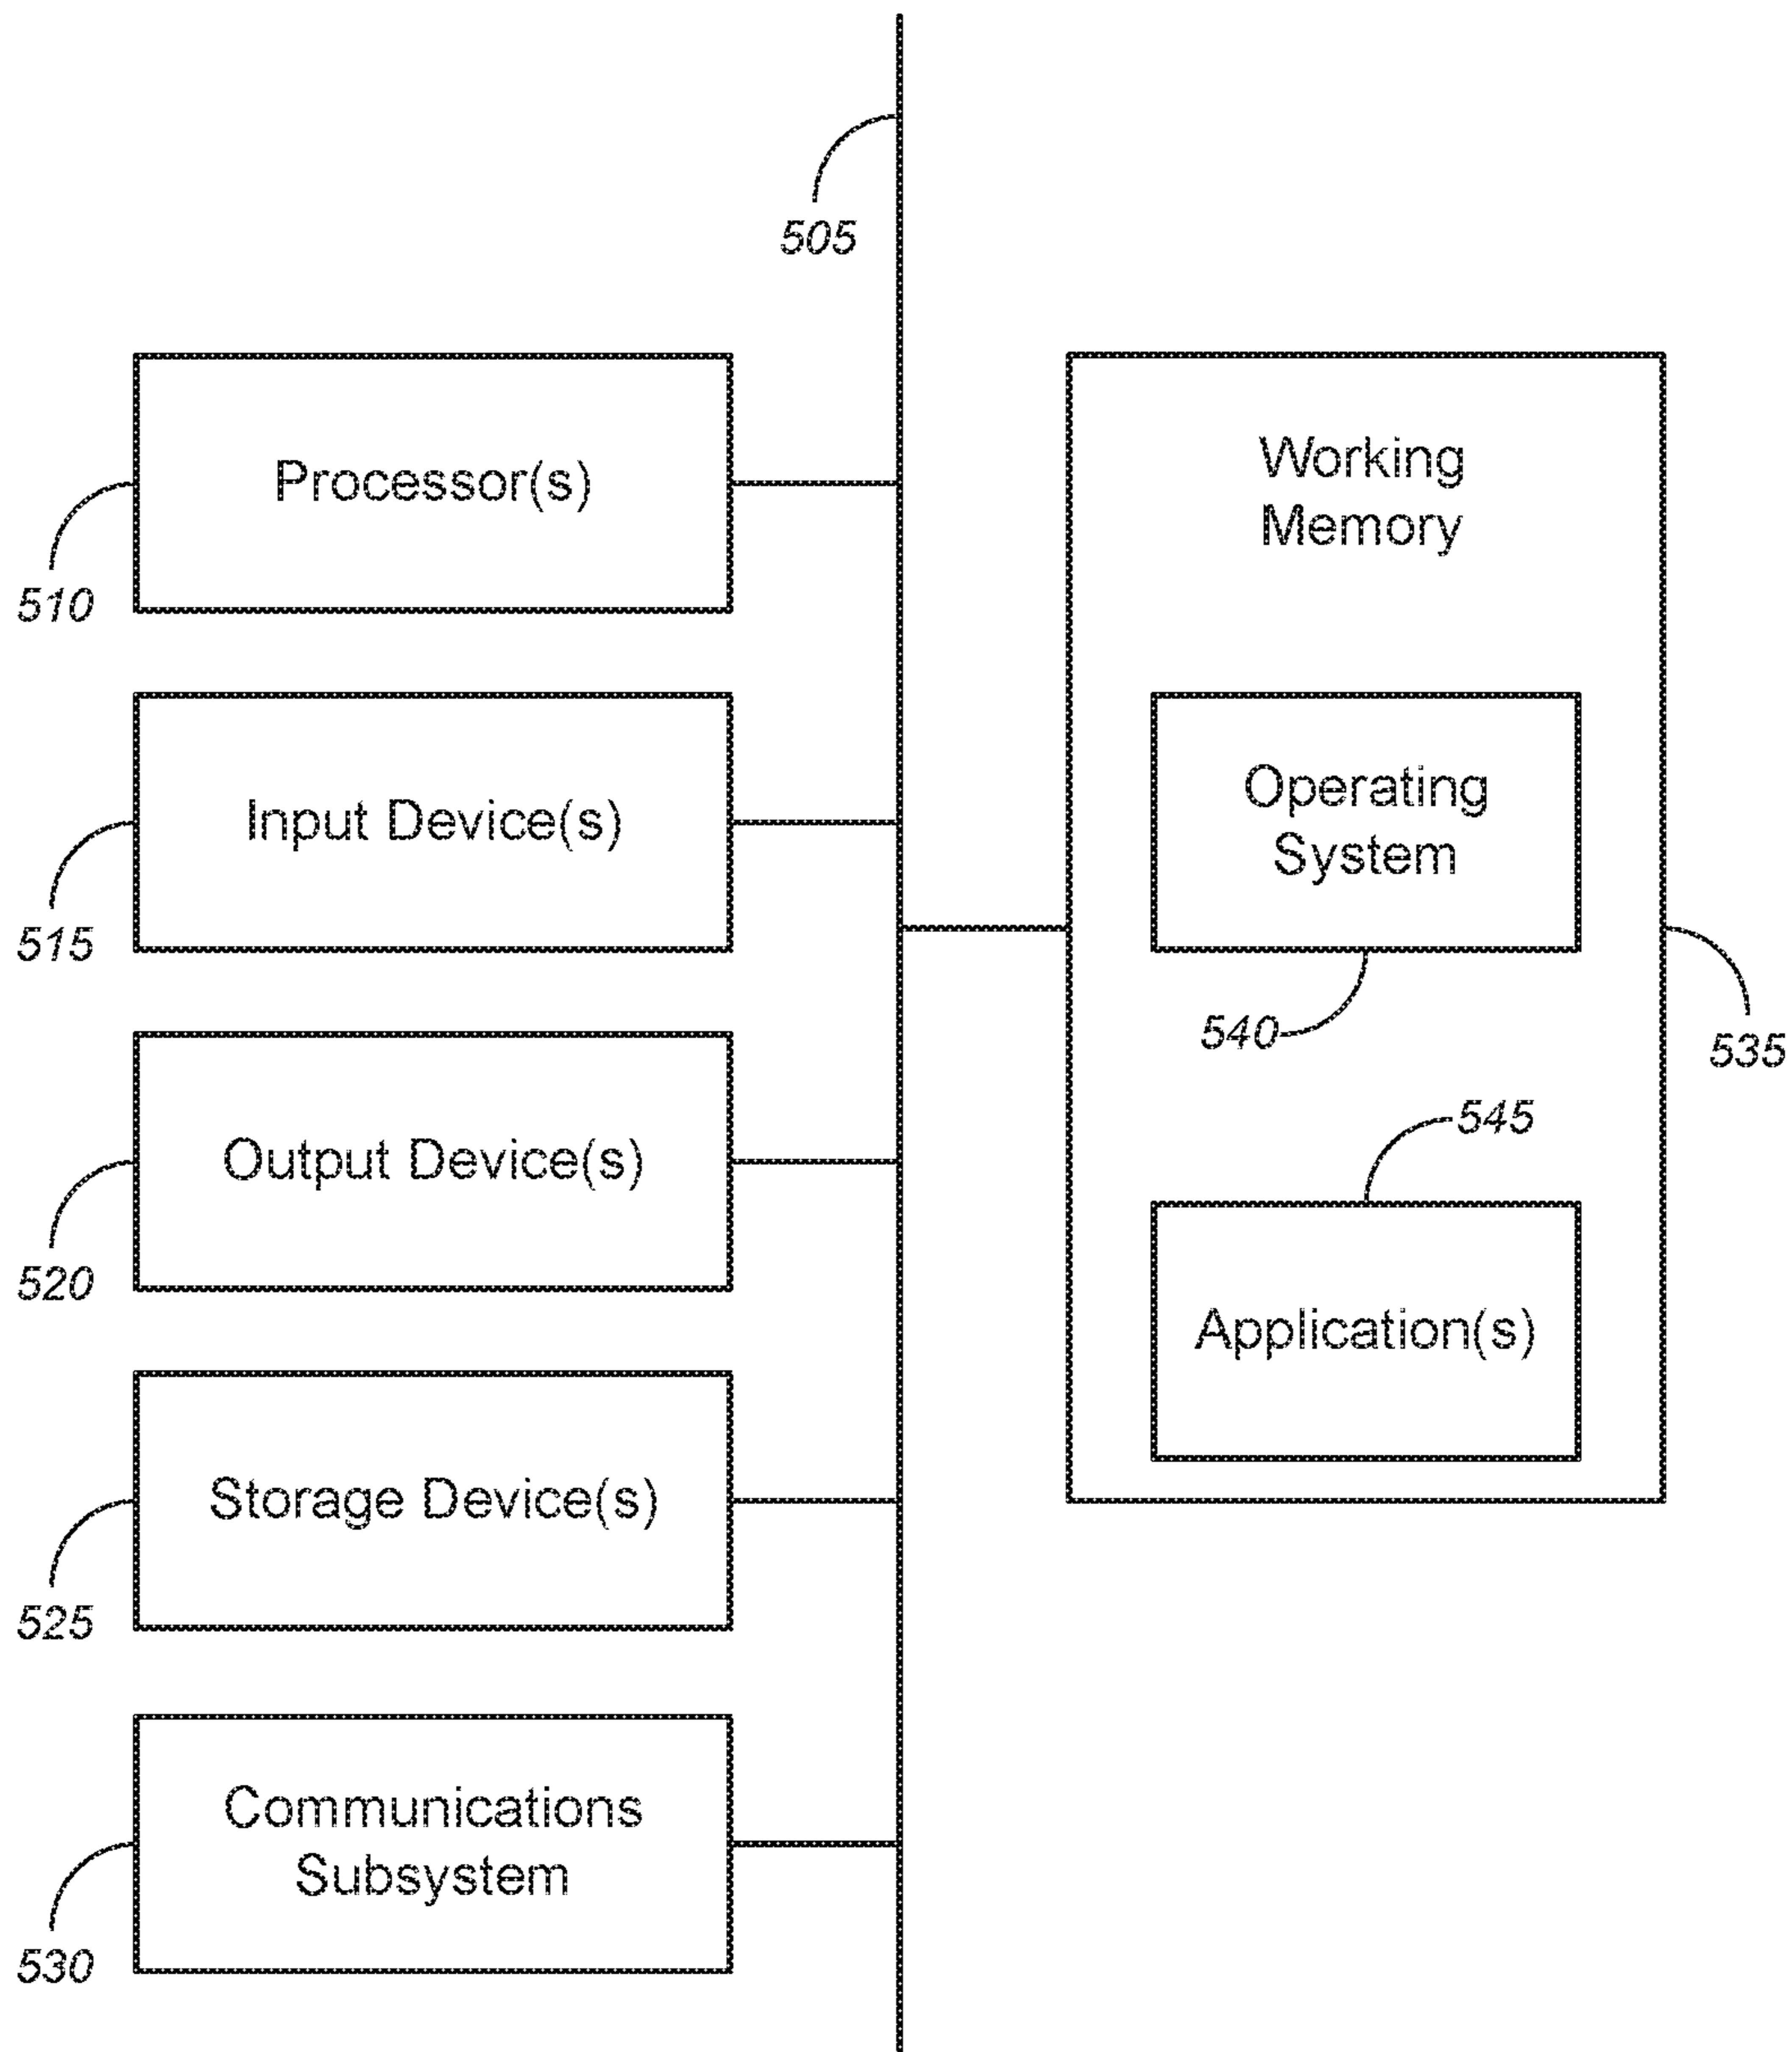 505
Processor(s)
510
Input Device(s)
515
Output Device(s)
520
Storage Device(s)
525
Communications
Subsystem
530
Working
Memory
Operating
System
540
535
545
Application(s)